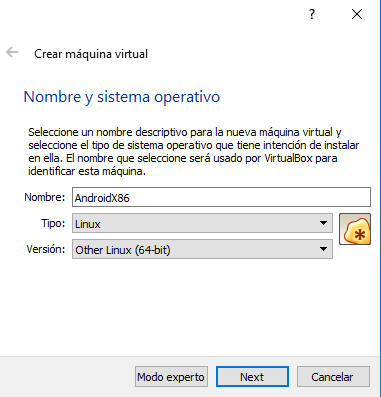 ?
Crear máquina virtual
Nombre y sistema operativo
Seleccione un nombre descriptivo para la nueva máquina virtual y
seleccione el tipo de sistema operativo que tiene intención de instalar
en ella. El nombre que seleccione será usado por VirtualBox para
identificar esta máquina.
Nombre: AndroidX86
Tipo: Linux
Versión: Other Linux (64-bit)
Modo experto Next Cancelar